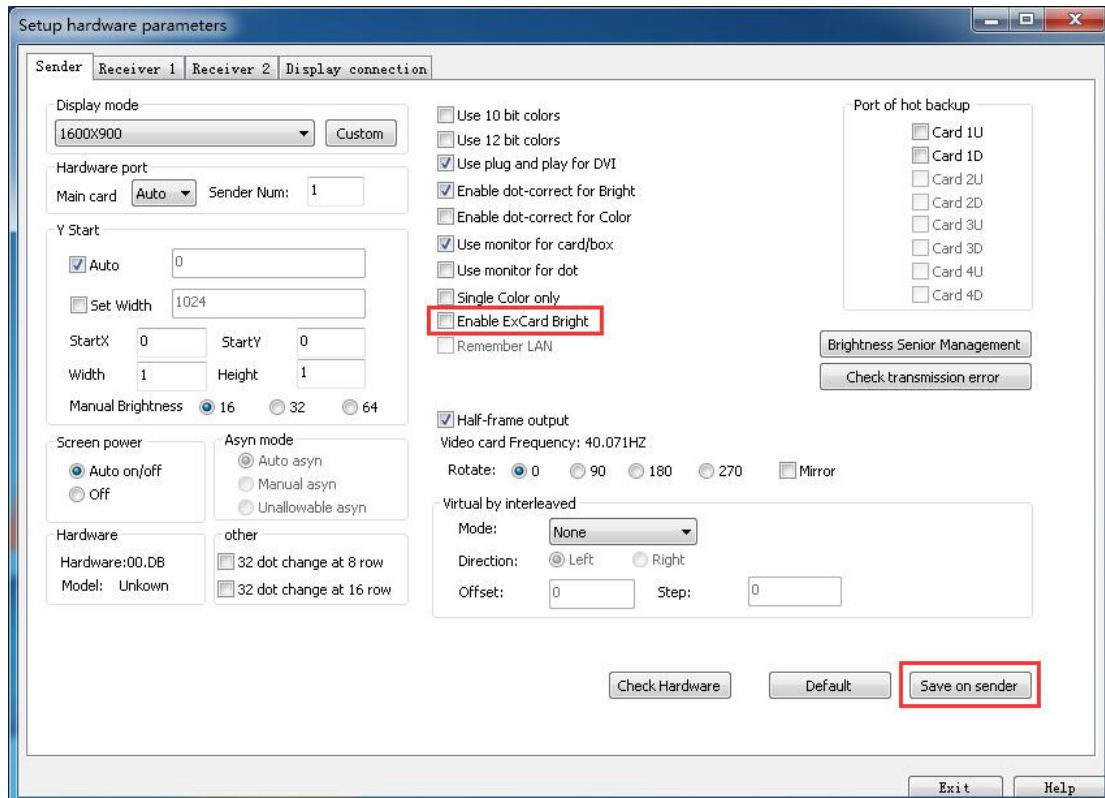 Setup hardware parameters
Sender Receiver 1 Receiver 2 Display connection
Display mode
1600X900 Custom
Hardware port
Main card Auto Sender Num: 1
Y Start
Auto 0
Set Width 1024
StartX 0 StartY 0
Width 1 Height 1
Manual Brightness 16 32 64
Screen power
Auto on/off
Off
Asyn mode
Auto asyn
Manual asyn
Unallowable asyn
Hardware
Hardware:00.DB
Model: Unkown
other
32 dot change at 8 row
32 dot change at 16 row
Use 10 bit colors
Use 12 bit colors
Use plug and play for DVI
Enable dot-correct for Bright
Enable dot-correct for Color
Use monitor for card/box
Use monitor for dot
Single Color only
Enable ExCard Bright
Remember LAN
Port of hot backup
Card 1U
Card 1D
Card 2U
Card 2D
Card 3U
Card 3D
Card 4U
Card 4D
Brightness Senior Management
Check transmission error
Half-frame output
Video card Frequency: 40.071HZ
Rotate: 0 90 180 270 Mirror
Virtual by interleaved
Mode: None
Direction: Left Right
Offset: 0 Step: 0
Check Hardware Default Save on sender
Exit Help